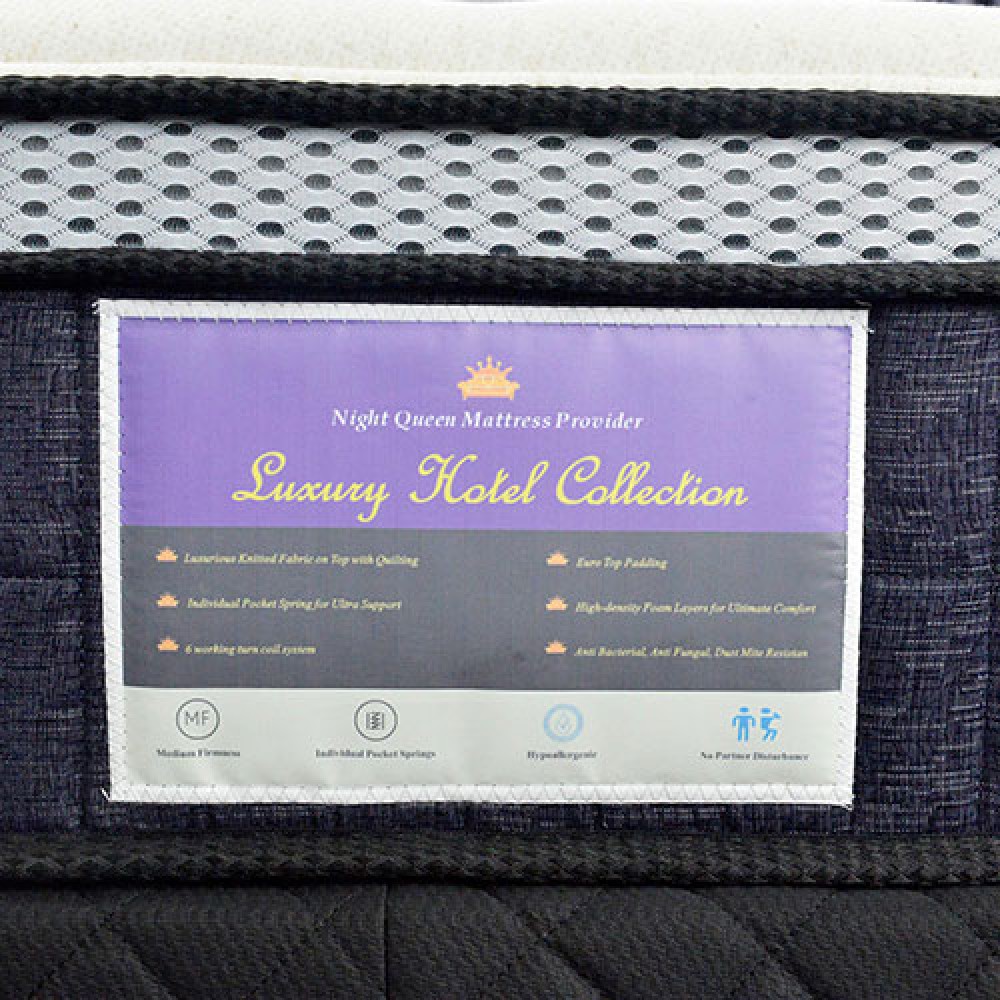 Night Queen Mattress Provider
Luxury Hotel Collection
Luxurious Knitted Fabric on Top with Quilting
Euro Top Padding
Individual Pocket Spring for Ultra Support
High-density Foam Layers for Ultimate Comfort
6 working turn coil system
Anti Bacterial, Anti Fungal, Dust Mite Resistan
MF
Medium Firmness
Individual Pocket Springs
Hypoallergenic
No Partner Disturbance